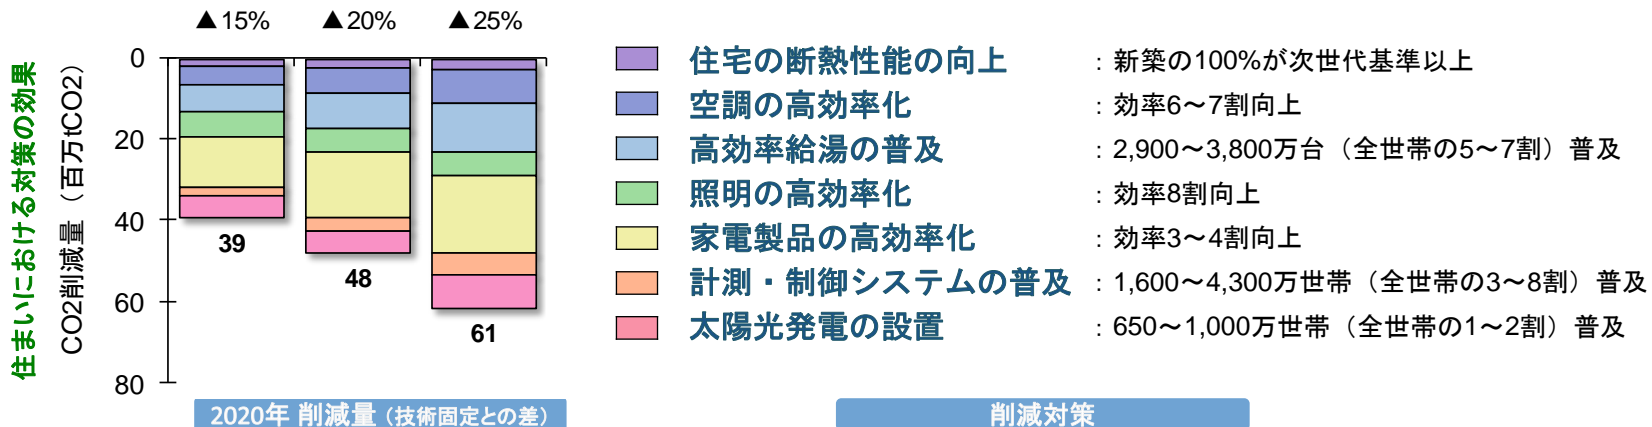 ▲15% ▲20% ▲25%
住まいにおける対策の効果
CO2削減量（百万tCO2）
0
20
40
60
80
39
48
61
住宅の断熱性能の向上 ：新築の100%が次世代基準以上
空調の高効率化 ：効率6～7割向上
高効率給湯の普及 ：2,900～3,800万台（全世帯の5～7割）普及
照明の高効率化 ：効率8割向上
家電製品の高効率化 ：効率3～4割向上
計測・制御システムの普及 ：1,600～4,300万世帯（全世帯の3～8割）普及
太陽光発電の設置 ：650～1,000万世帯（全世帯の1～2割）普及
2020年 削減量（技術固定との差）
削減対策